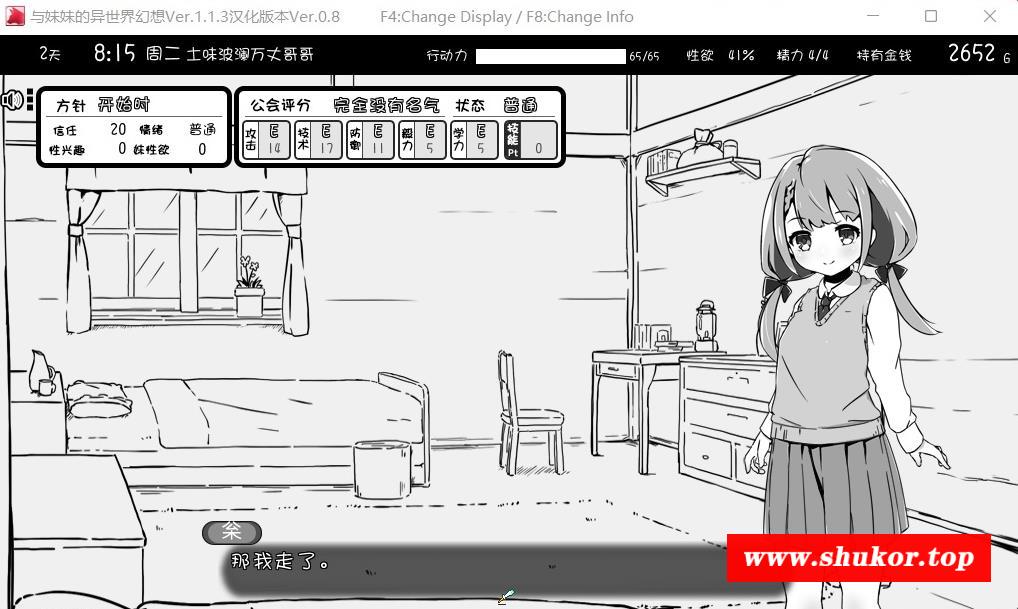 与妹妹的异世界幻想Ver.1.1.3汉化版本Ver.0.8 F4:Change Display / F8:Change Info
2天 8:15 周二 土味波澜万丈哥哥 行动力 65/65 性欲 41% 精力 4/4 持有金钱 2652 G
方针 开始时
信任 20 情绪 普通
性兴趣 0 妹性欲 0
公会评分 完全没有名气 状态 普通
攻击 E 14 技术 E 17 防御 E 11 毅力 E 5 学力 E 5 技能 Pt 0
那我走了。
www.shukor.top